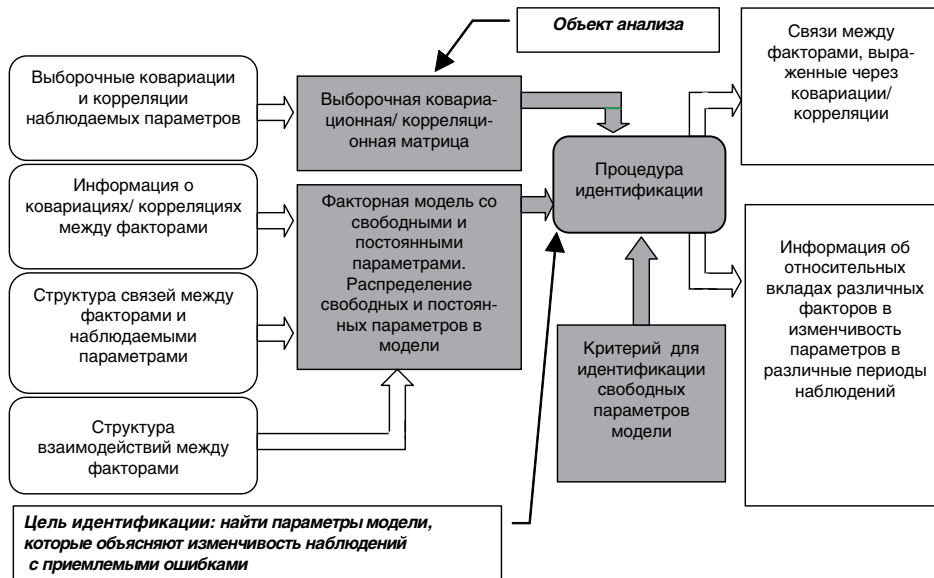 Объект анализа
Выборочные ковариации
и корреляции
наблюдаемых параметров
Информация о
ковариациях/ корреляциях
между факторами
Структура связей между
факторами и
наблюдаемыми
параметрами
Структура
взаимодействий между
факторами
Выборочная ковариа-
ционная/ корреляци-
онная матрица
Факторная модель со
свободными и
постоянными
параметрами.
Распределение
свободных и постоян-
ных параметров в
модели
Процедура
идентификации
Критерий для
идентификации
свободных
параметров
модели
Связи между
факторами, выра-
женные через
ковариации/
корреляции
Информация об
относительных
вкладах различных
факторов в
изменчивость
параметров в
различные периоды
наблюдений
Цель идентификации: найти параметры модели,
которые объясняют изменчивость наблюдений
с приемлемыми ошибками